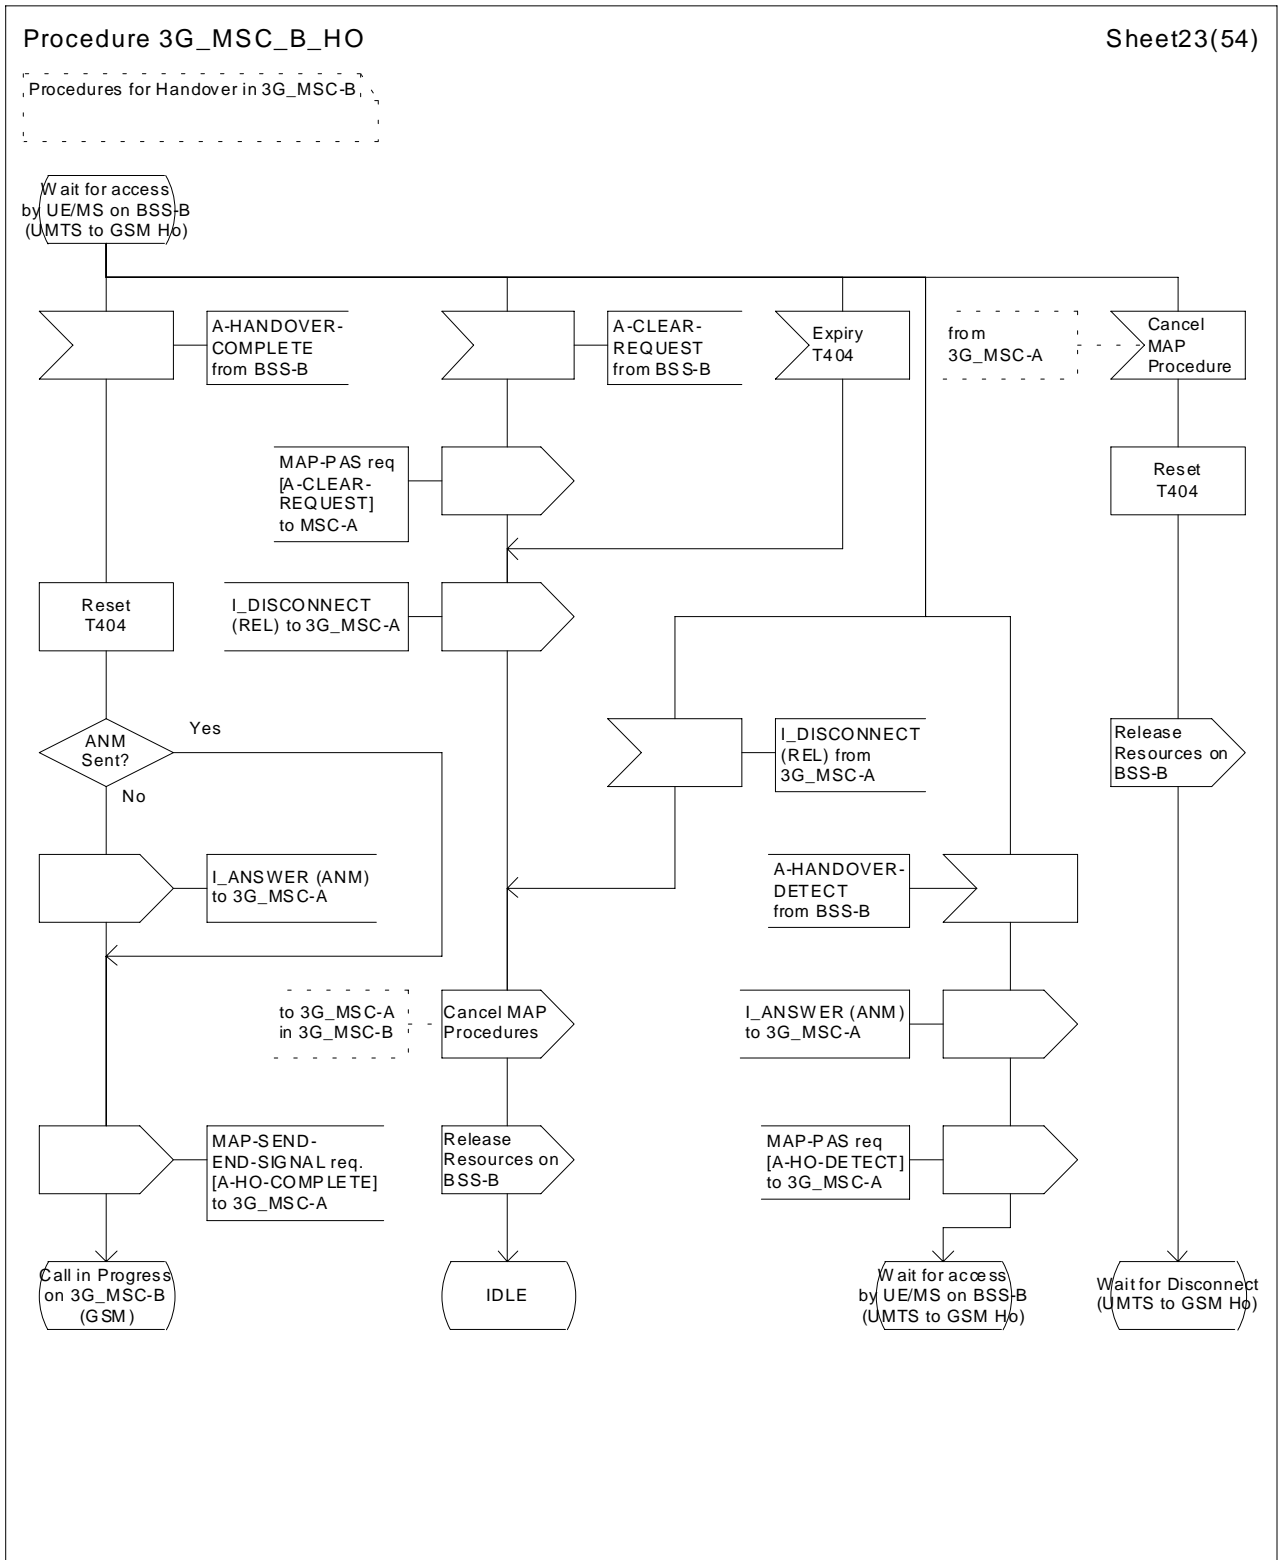 Procedure 3G_MSC_B_HO
Sheet23(54)
Procedures for Handover in 3G_MSC-B
Wait for access
by UE/MS on BSS-B
(UMTS to GSM Ho)
A-HANDOVER-
COMPLETE
from BSS-B
A-CLEAR-
REQUEST
from BSS-B
Expiry
T404
from
3G_MSC-A
Cancel
MAP
Procedure
MAP-PAS req
[A-CLEAR-
REQUEST]
to MSC-A
Reset
T404
Reset
T404
I_DISCONNECT
(REL) to 3G_MSC-A
ANM
Sent?
Yes
No
I_DISCONNECT
(REL) from
3G_MSC-A
Release
Resources on
BSS-B
I_ANSWER (ANM)
to 3G_MSC-A
A-HANDOVER-
DETECT
from BSS-B
to 3G_MSC-A
in 3G_MSC-B
Cancel MAP
Procedures
I_ANSWER (ANM)
to 3G_MSC-A
MAP-SEND-
END-SIGNAL req.
[A-HO-COMPLETE]
to 3G_MSC-A
Release
Resources on
BSS-B
MAP-PAS req
[A-HO-DETECT]
to 3G_MSC-A
Call in Progress
on 3G_MSC-B
(GSM)
IDLE
Wait for access
by UE/MS on BSS-B
(UMTS to GSM Ho)
Wait for Disconnect
(UMTS to GSM Ho)